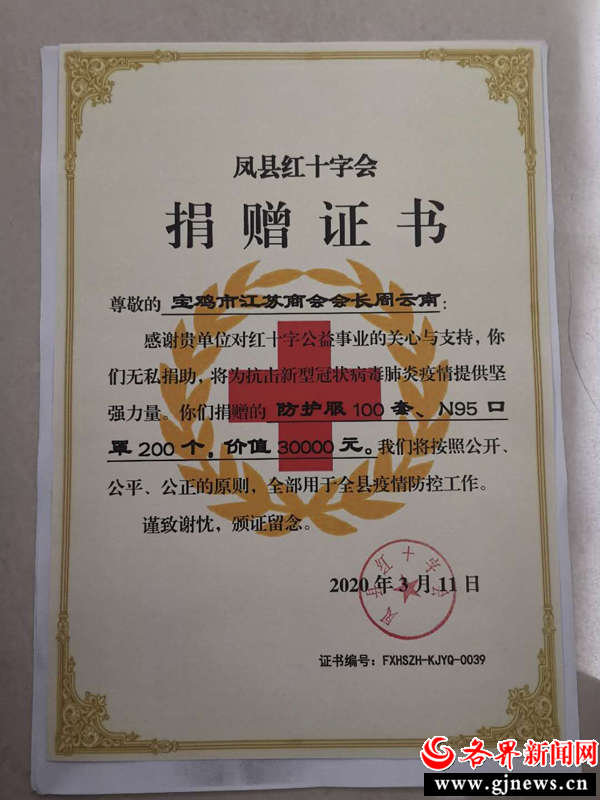 凤县红十字会
捐赠证书
尊敬的 宝鸡市江苏商会会长周云南：
感谢贵单位对红十字公益事业的关心与支持，你
们无私捐助，将为抗击新型冠状病毒肺炎疫情提供坚
强力量。你们捐赠的 防护服100套、N95口
罩200个，价值30000元。我们将按照公开、
公平、公正的原则，全部用于全县疫情防控工作。
谨致谢忱，颁证留念。
凤县红十字会
2020年3月11日
证书编号：FXHSZH-KJYQ-0039
各界新闻网
www.gjnews.cn